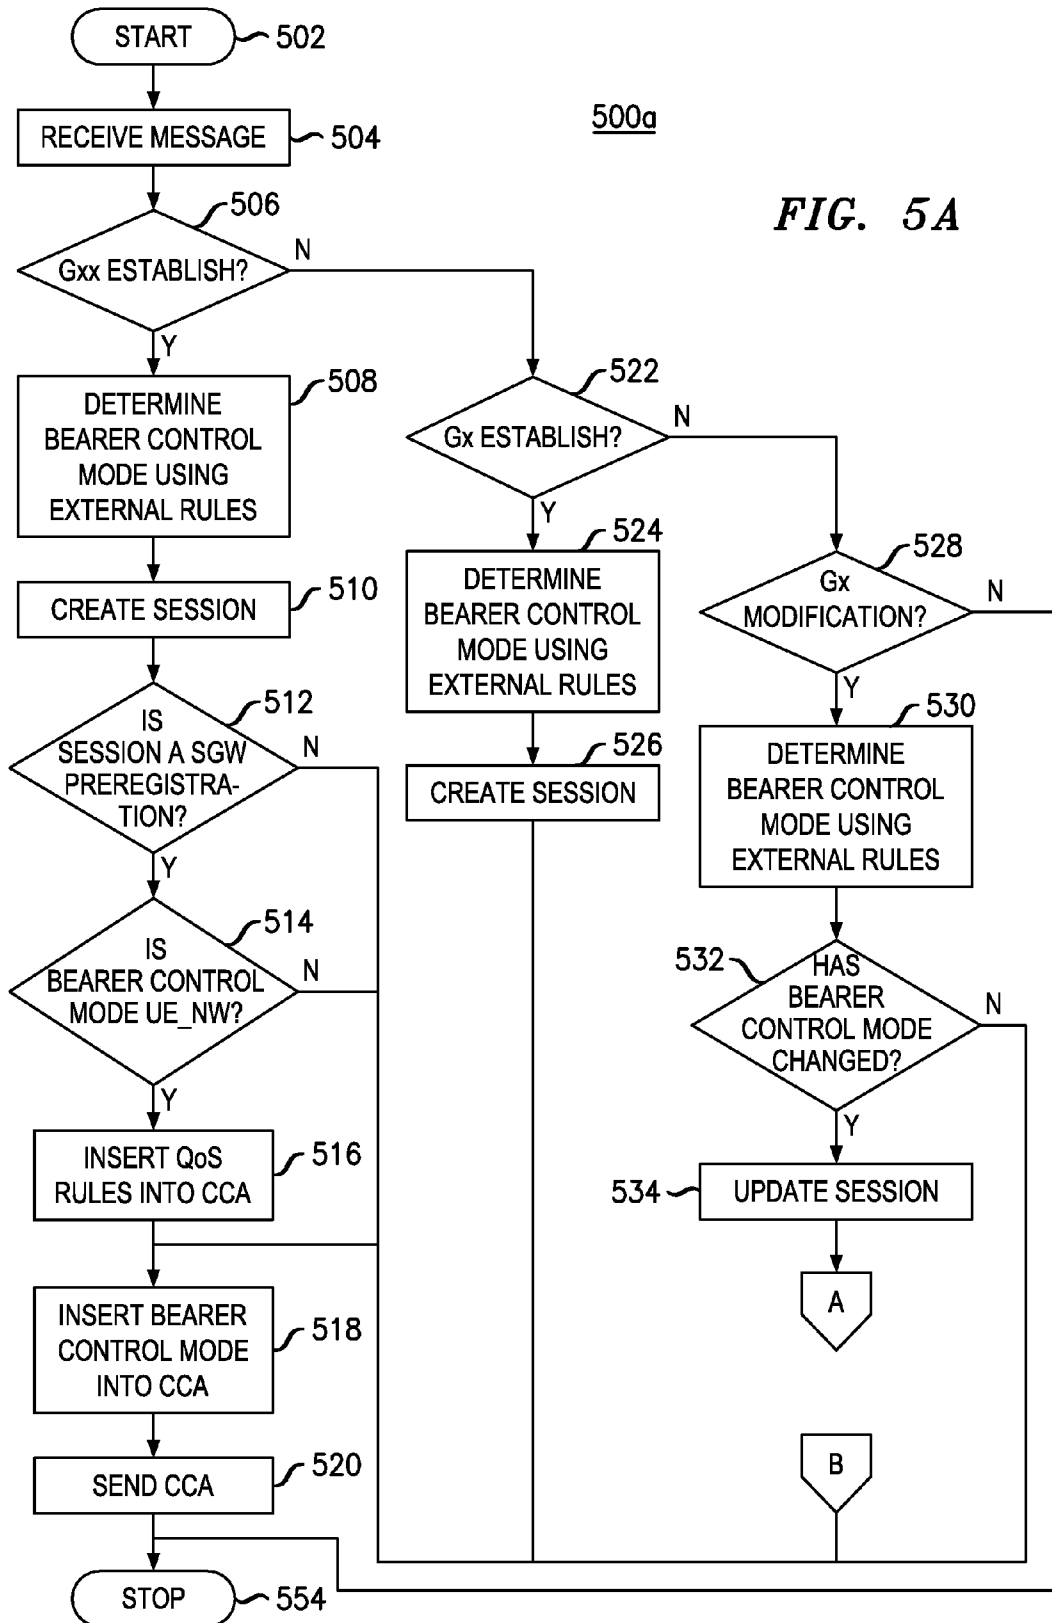 START
502
500a
RECEIVE MESSAGE
504
FIG. 5A
506
Gxx ESTABLISH?
N
Y
508
DETERMINE
BEARER CONTROL
MODE USING
EXTERNAL RULES
510
CREATE SESSION
512
IS
SESSION A SGW
PREREGISTRA-
TION?
N
Y
514
IS
BEARER CONTROL
MODE UE_NW?
N
Y
INSERT QoS
RULES INTO CCA
516
INSERT BEARER
CONTROL MODE
INTO CCA
518
SEND CCA
520
STOP
554
522
Gx ESTABLISH?
N
Y
524
DETERMINE
BEARER CONTROL
MODE USING
EXTERNAL RULES
526
CREATE SESSION
528
Gx
MODIFICATION?
N
Y
530
DETERMINE
BEARER CONTROL
MODE USING
EXTERNAL RULES
532
HAS
BEARER
CONTROL MODE
CHANGED?
N
Y
534
UPDATE SESSION
A
B